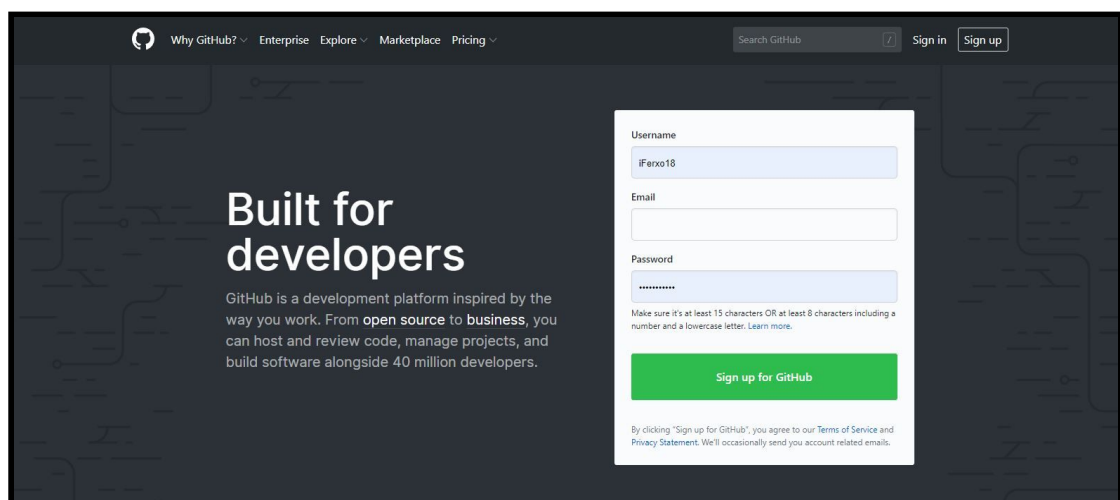 Why GitHub? Enterprise Explore Marketplace Pricing Search GitHub / Sign in Sign up
Built for
developers
GitHub is a development platform inspired by the
way you work. From open source to business, you
can host and review code, manage projects, and
build software alongside 40 million developers.
Username
iFerxo18
Email
Password
•••••••••••
Make sure it's at least 15 characters OR at least 8 characters including a
number and a lowercase letter. Learn more.
Sign up for GitHub
By clicking "Sign up for GitHub", you agree to our Terms of Service and
Privacy Statement. We'll occasionally send you account related emails.